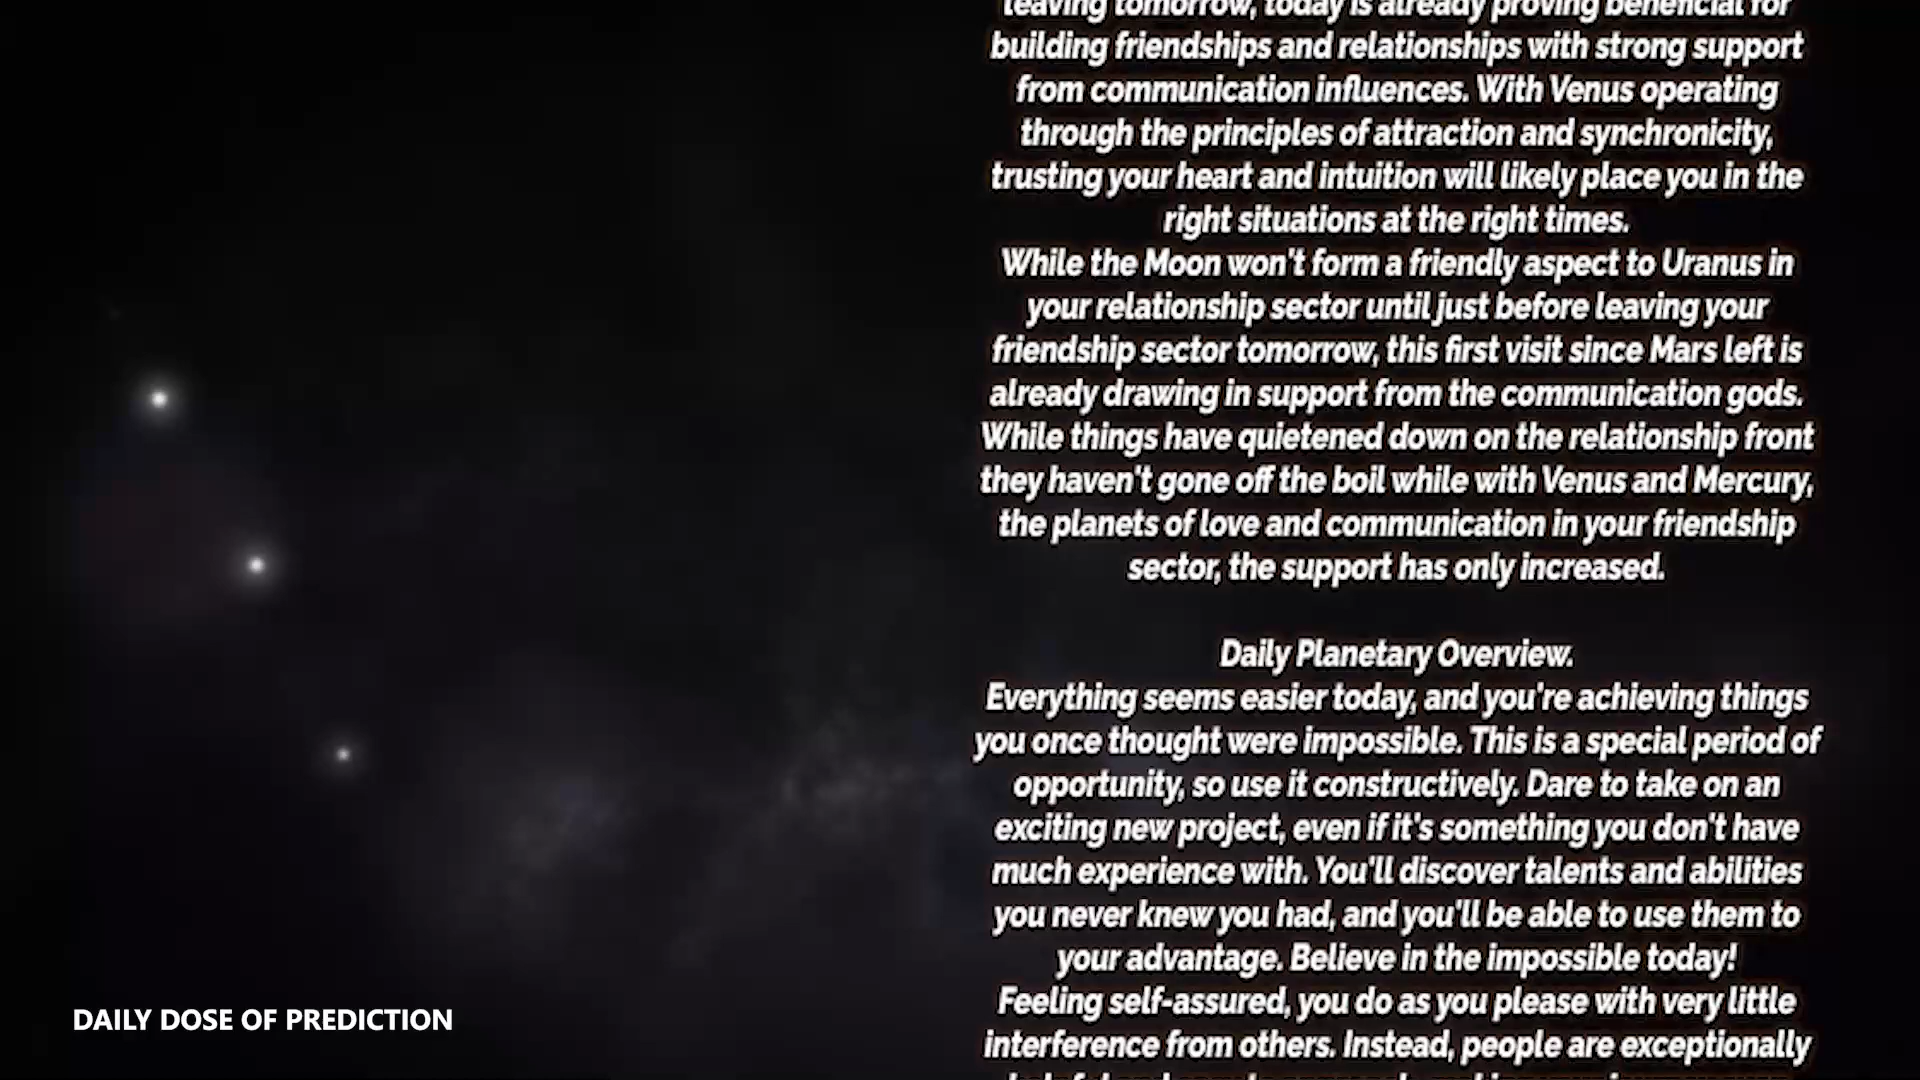 leaving tomorrow, today is already proving beneficial for
building friendships and relationships with strong support
from communication influences. With Venus operating
through the principles of attraction and synchronicity,
trusting your heart and intuition will likely place you in the
right situations at the right times.
While the Moon won't form a friendly aspect to Uranus in
your relationship sector until just before leaving your
friendship sector tomorrow, this first visit since Mars left is
already drawing in support from the communication gods.
While things have quietened down on the relationship front
they haven't gone off the boil while with Venus and Mercury,
the planets of love and communication in your friendship
sector, the support has only increased.
Daily Planetary Overview.
Everything seems easier today, and you're achieving things
you once thought were impossible. This is a special period of
opportunity, so use it constructively. Dare to take on an
exciting new project, even if it's something you don't have
much experience with. You'll discover talents and abilities
you never knew you had, and you'll be able to use them to
your advantage. Believe in the impossible today!
Feeling self-assured, you do as you please with very little
interference from others. Instead, people are exceptionally
DAILY DOSE OF PREDICTION